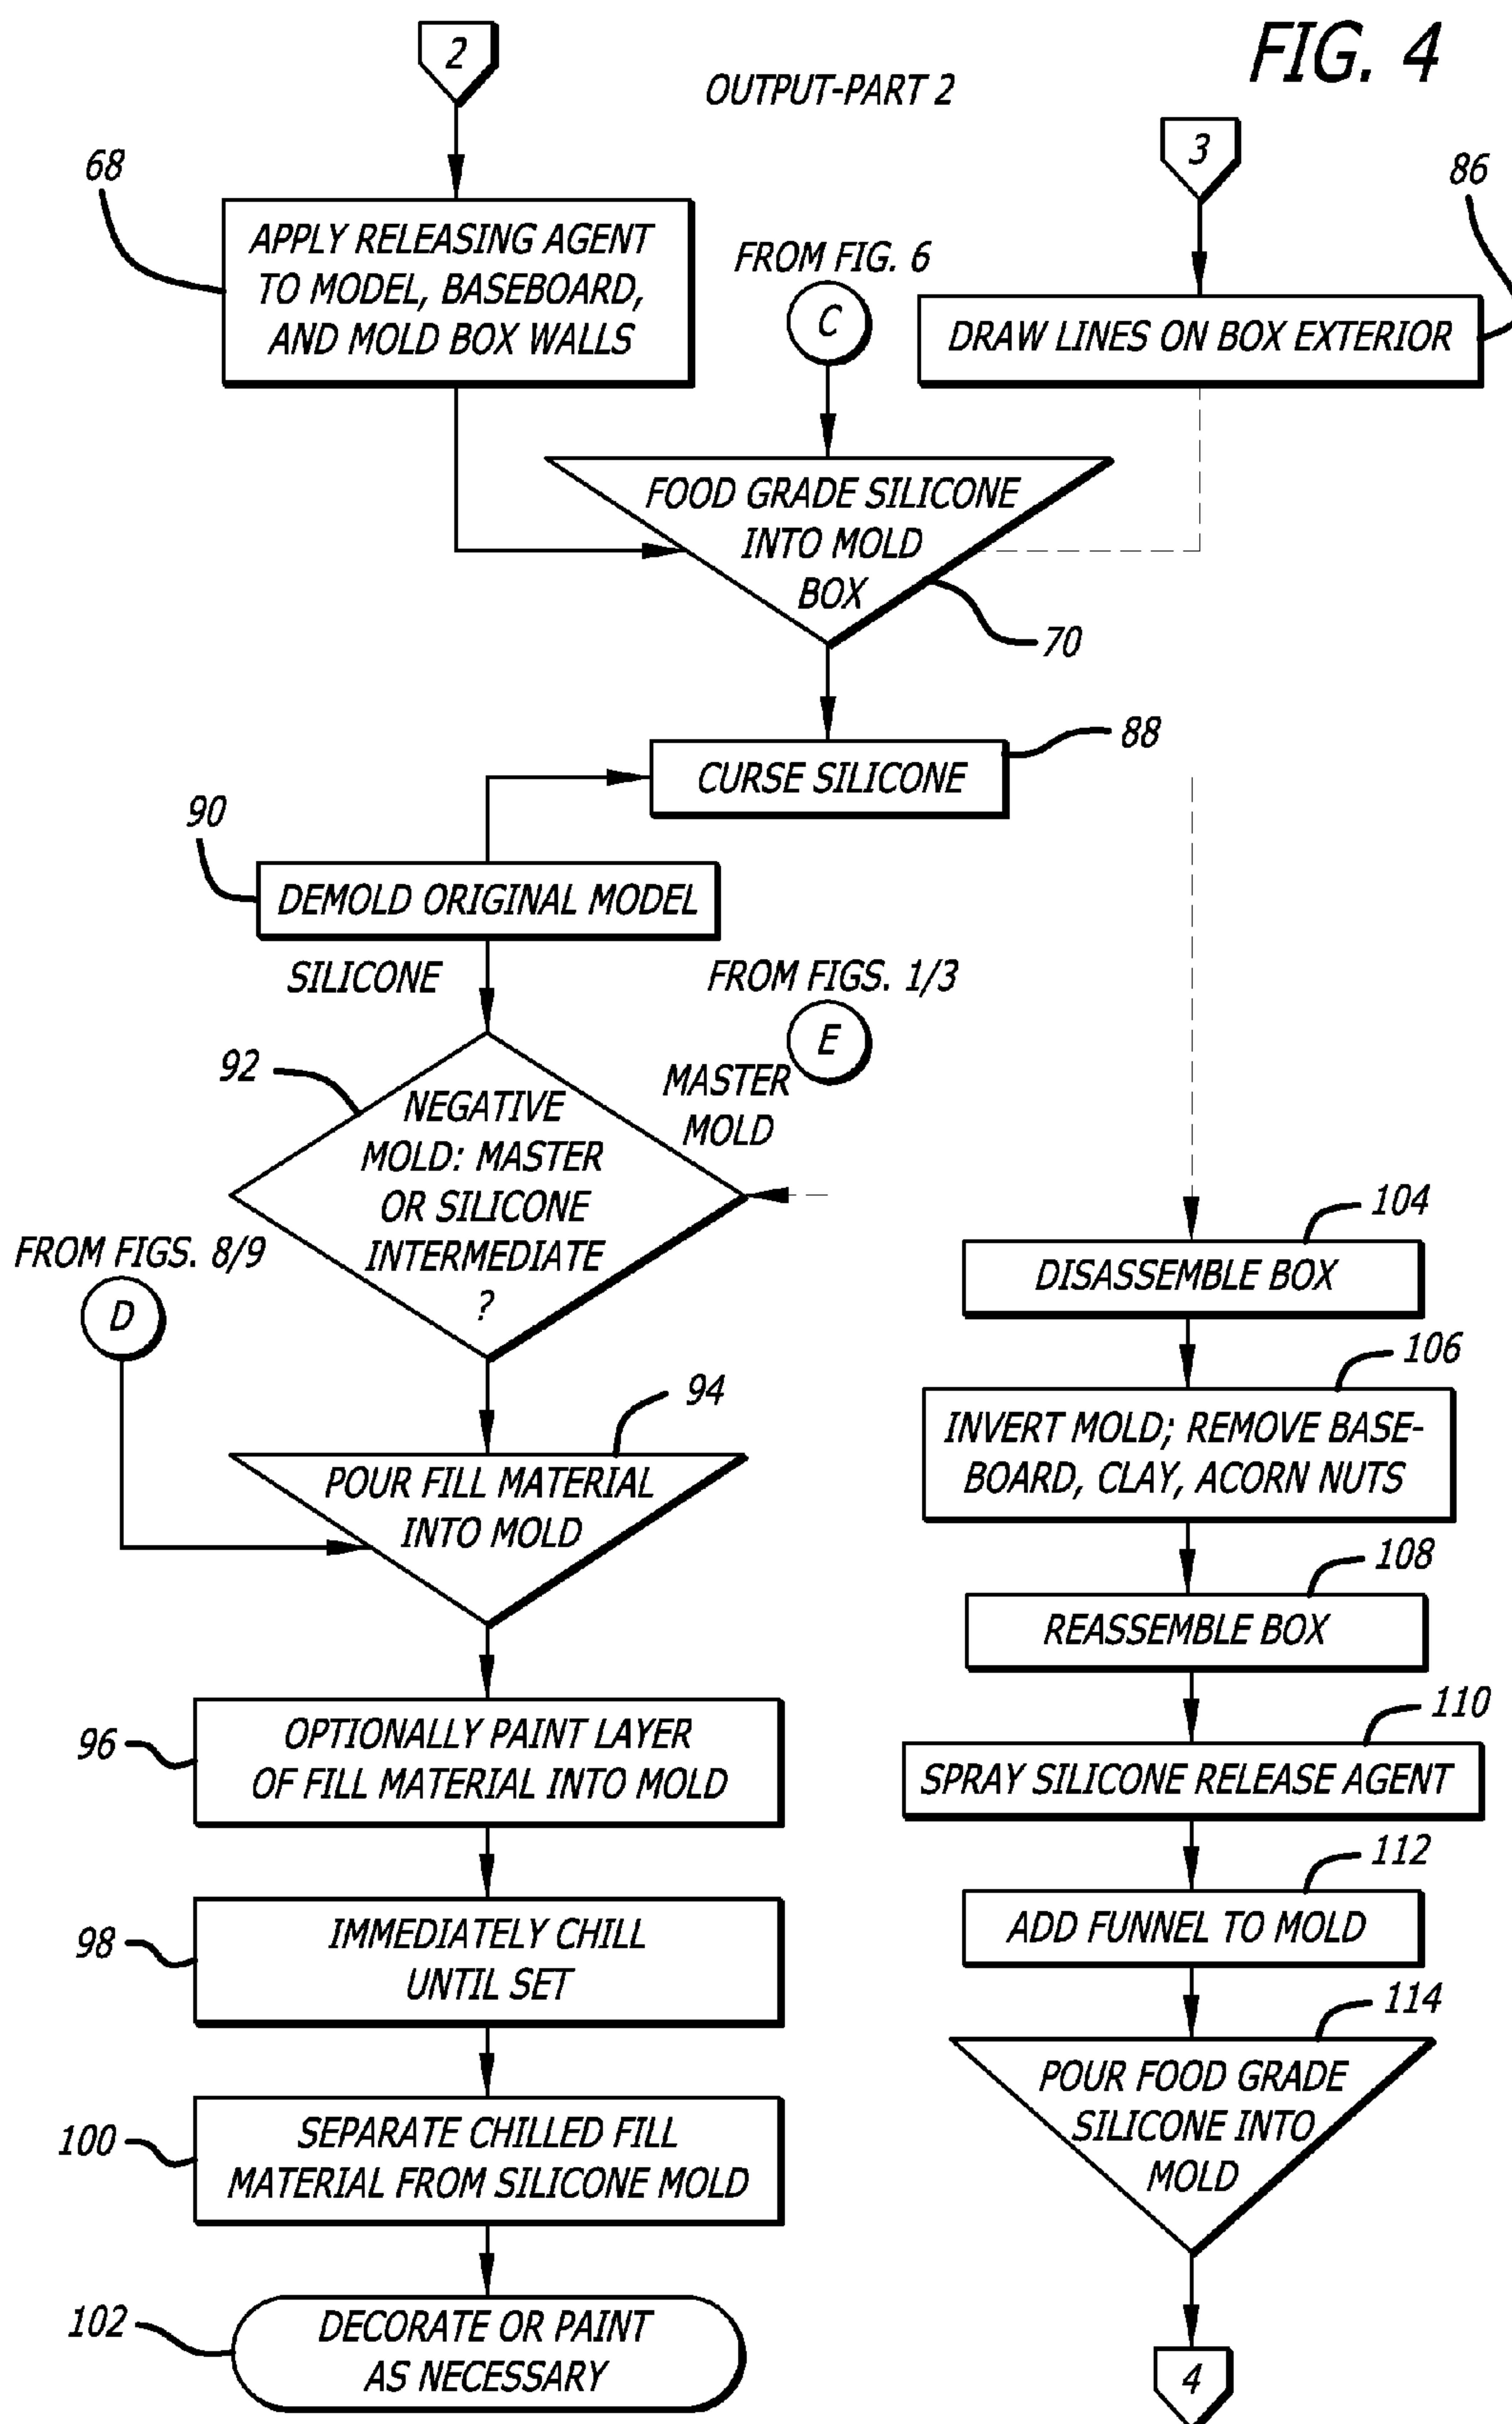 FIG. 4
2
OUTPUT-PART 2
3
68
86
APPLY RELEASING AGENT
TO MODEL, BASEBOARD,
AND MOLD BOX WALLS
FROM FIG. 6
C
DRAW LINES ON BOX EXTERIOR
FOOD GRADE SILICONE
INTO MOLD
BOX
70
88
CURSE SILICONE
90
DEMOLD ORIGINAL MODEL
SILICONE
FROM FIGS. 1/3
E
92
MASTER
MOLD
NEGATIVE
MOLD: MASTER
OR SILICONE
INTERMEDIATE
?
FROM FIGS. 8/9
D
94
POUR FILL MATERIAL
INTO MOLD
96
OPTIONALLY PAINT LAYER
OF FILL MATERIAL INTO MOLD
98
IMMEDIATELY CHILL
UNTIL SET
100
SEPARATE CHILLED FILL
MATERIAL FROM SILICONE MOLD
102
DECORATE OR PAINT
AS NECESSARY
104
DISASSEMBLE BOX
106
INVERT MOLD; REMOVE BASE-
BOARD, CLAY, ACORN NUTS
108
REASSEMBLE BOX
110
SPRAY SILICONE RELEASE AGENT
112
ADD FUNNEL TO MOLD
114
POUR FOOD GRADE
SILICONE INTO
MOLD
4